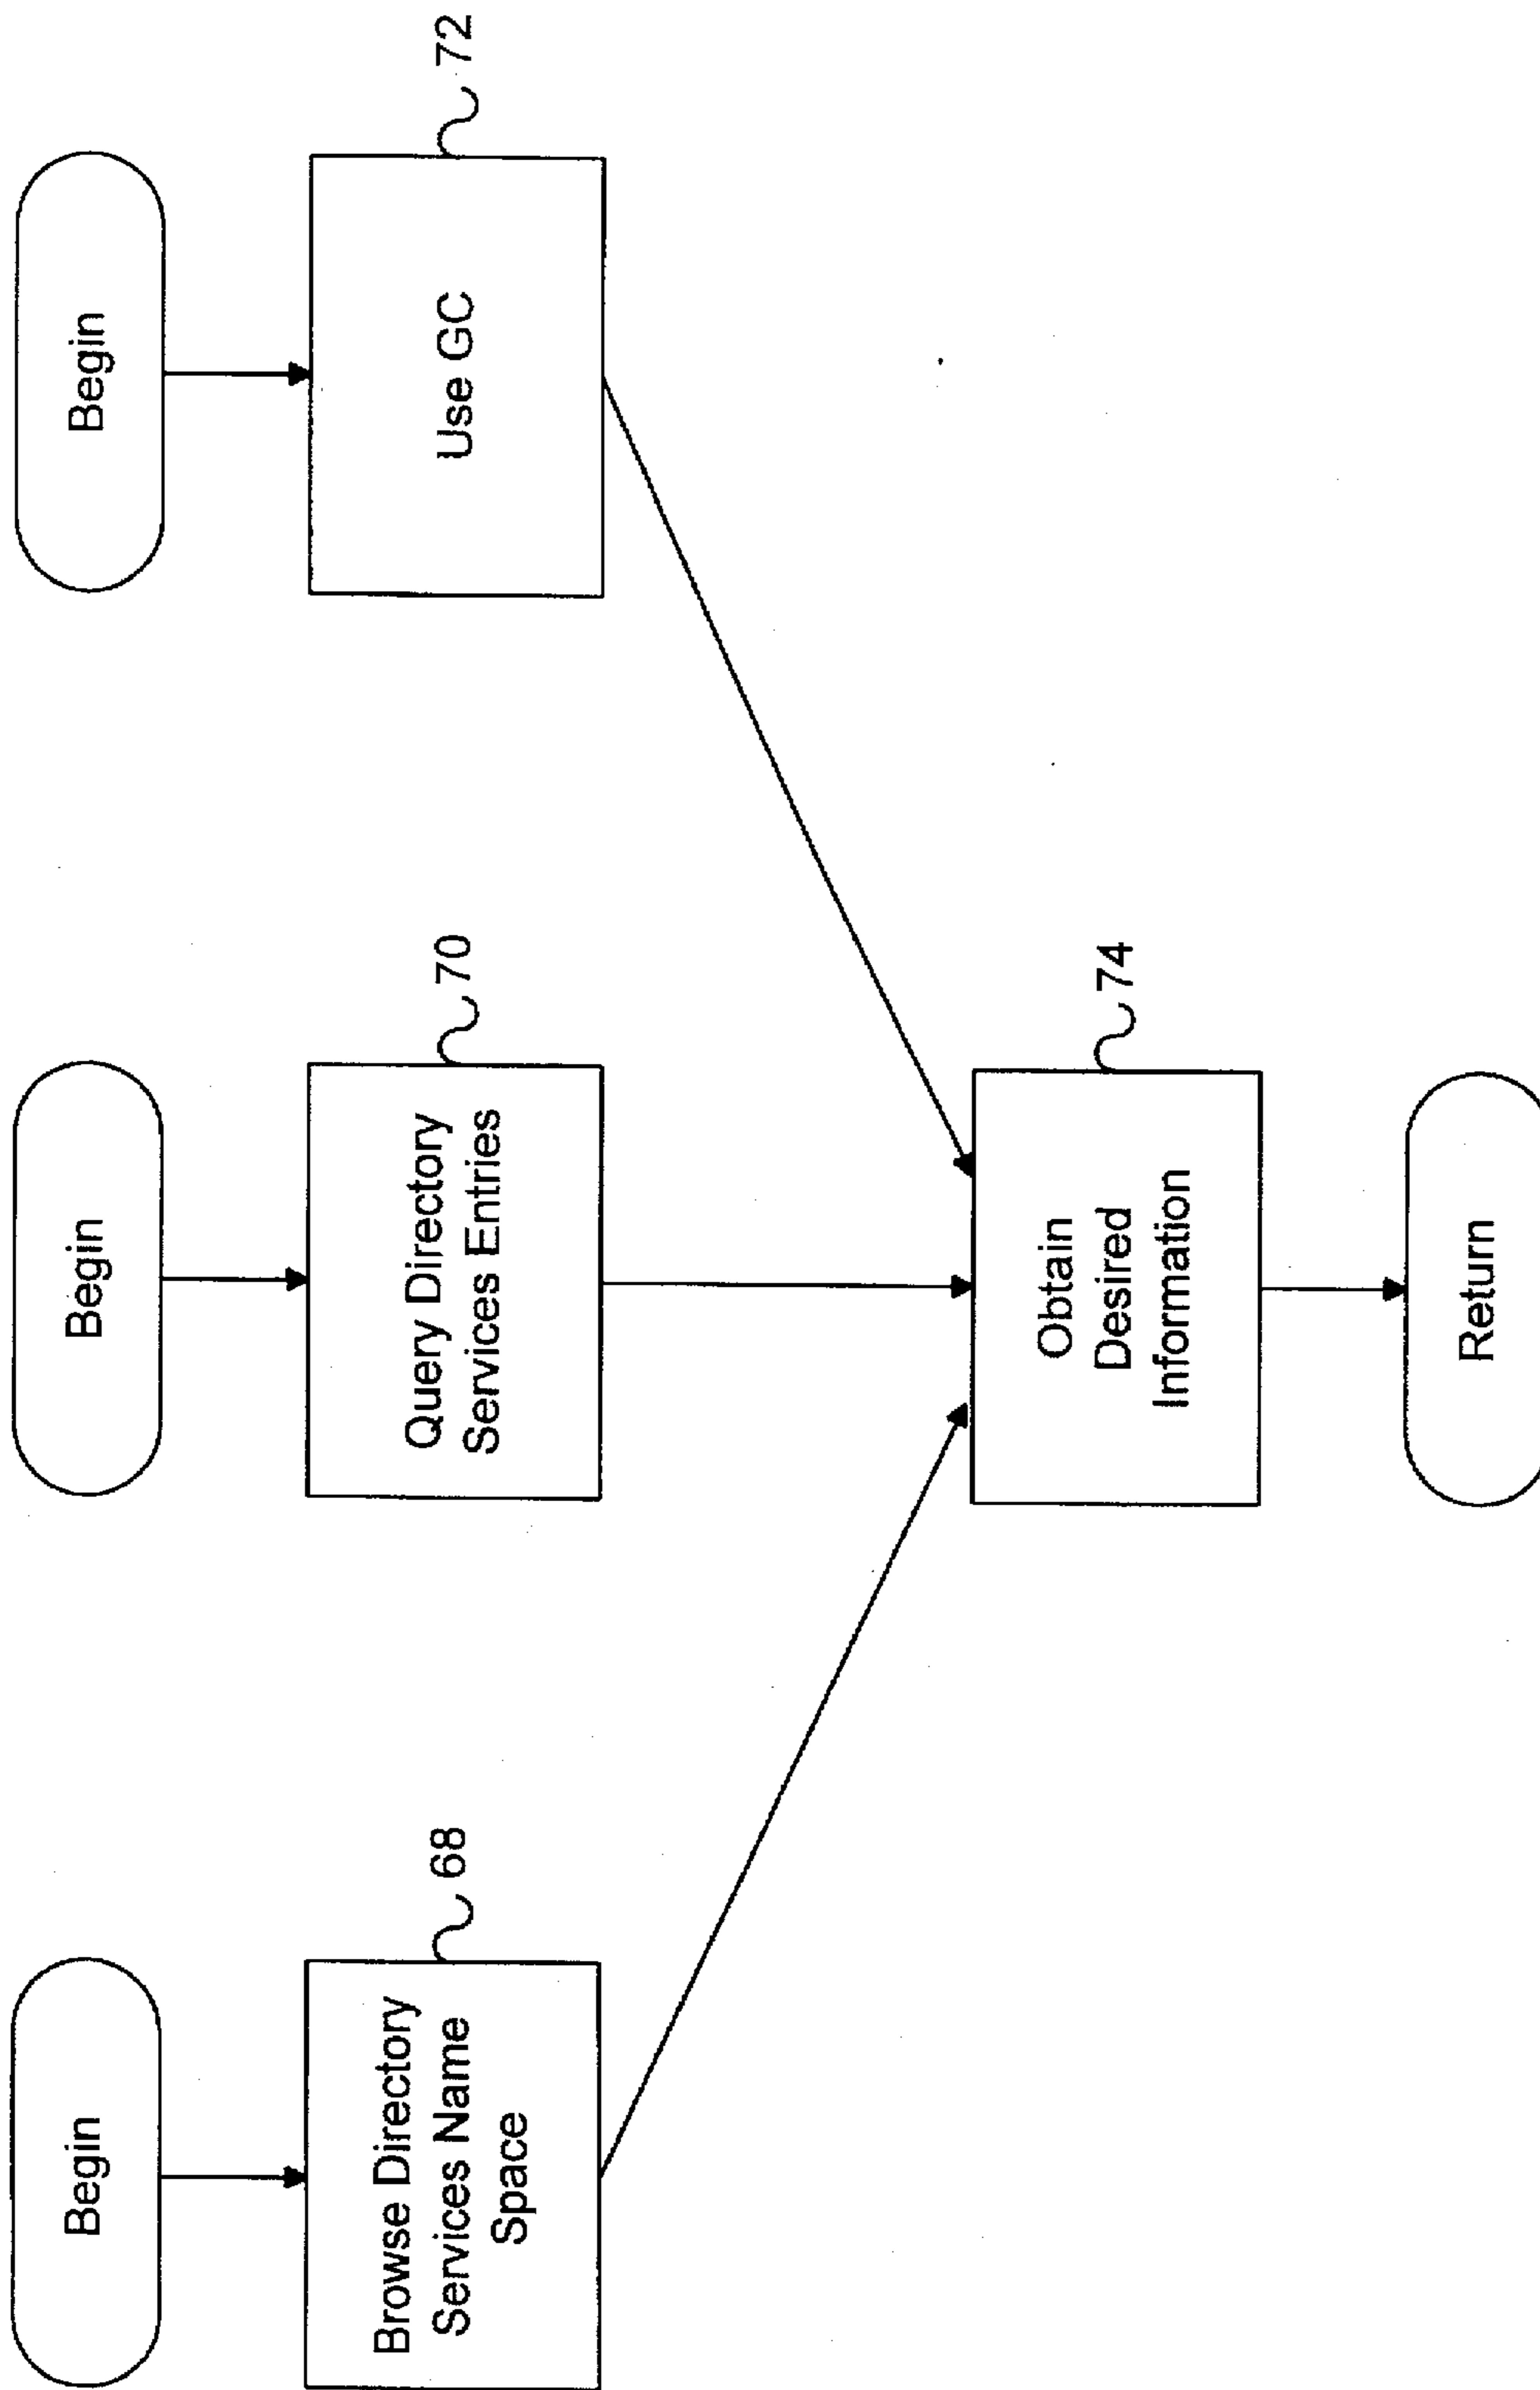 Begin
Begin
Begin
Browse Directory
Services Name
Space
68
Query Directory
Services Entries
70
Use GC
72
Obtain
Desired
Information
74
Return